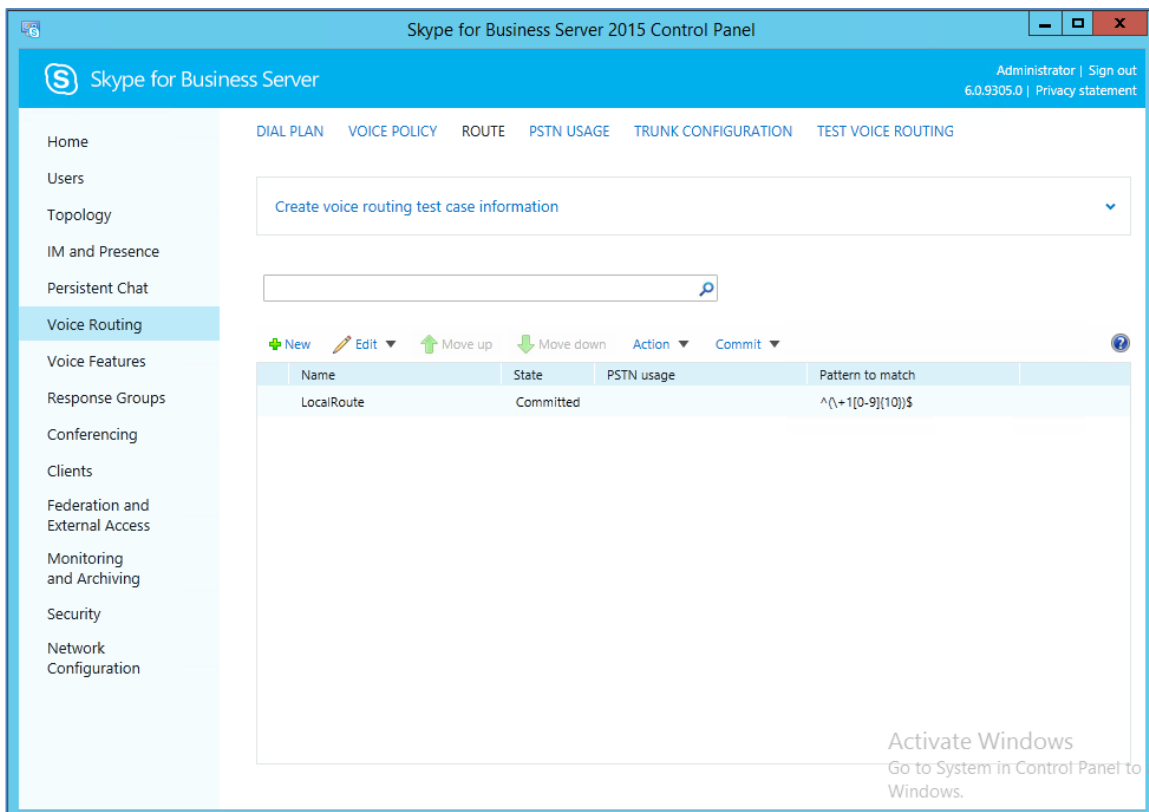 Skype for Business Server 2015 Control Panel
Skype for Business Server
Administrator | Sign out
6.0.9305.0 | Privacy statement
Home
Users
Topology
IM and Presence
Persistent Chat
Voice Routing
Voice Features
Response Groups
Conferencing
Clients
Federation and
External Access
Monitoring
and Archiving
Security
Network
Configuration
DIAL PLAN VOICE POLICY ROUTE PSTN USAGE TRUNK CONFIGURATION TEST VOICE ROUTING
Create voice routing test case information
New Edit Move up Move down Action Commit
Name State PSTN usage Pattern to match
LocalRoute Committed ^(\+1[0-9]{10})$
Activate Windows
Go to System in Control Panel to
Windows.